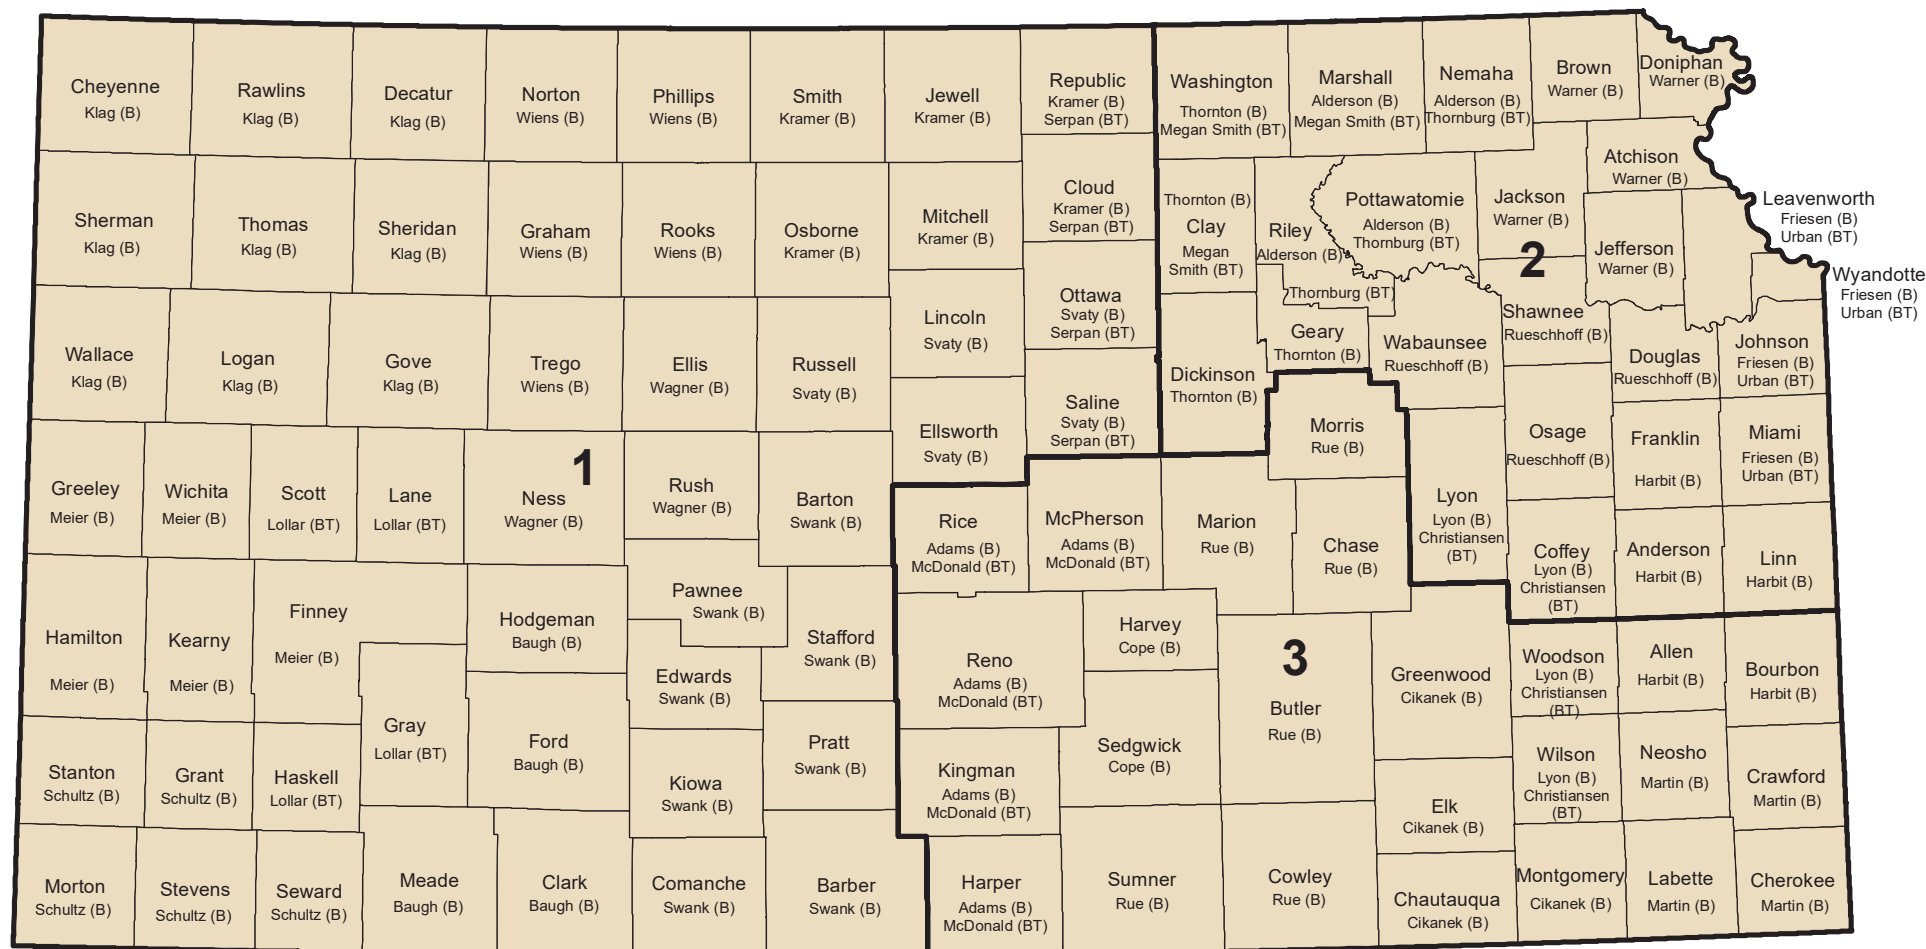 Cheyenne
Klag (B)
Rawlins
Klag (B)
Decatur
Klag (B)
Norton
Wiens (B)
Phillips
Wiens (B)
Smith
Kramer (B)
Jewell
Kramer (B)
Republic
Kramer (B)
Serpan (BT)
Washington
Thornton (B)
Megan Smith (BT)
Marshall
Alderson (B)
Megan Smith (BT)
Nemaha
Alderson (B)
Thornburg (BT)
Brown
Warner (B)
Doniphan
Warner (B)
Sherman
Klag (B)
Thomas
Klag (B)
Sheridan
Klag (B)
Graham
Wiens (B)
Rooks
Wiens (B)
Osborne
Kramer (B)
Mitchell
Kramer (B)
Cloud
Kramer (B)
Serpan (BT)
Thornton (B)
Clay
Megan
Smith (BT)
Riley
Alderson (B)
Thornburg (BT)
Pottawatomie
Alderson (B)
Thornburg (BT)
Jackson
Warner (B)
2
Atchison
Warner (B)
Jefferson
Warner (B)
Leavenworth
Friesen (B)
Urban (BT)
Wyandotte
Friesen (B)
Urban (BT)
Wallace
Klag (B)
Logan
Klag (B)
Gove
Klag (B)
Trego
Wiens (B)
Ellis
Wagner (B)
Russell
Svaty (B)
Lincoln
Svaty (B)
Ottawa
Svaty (B)
Serpan (BT)
Dickinson
Thornton (B)
Geary
Thornton (B)
Wabaunsee
Rueschhoff (B)
Shawnee
Rueschhoff (B)
Douglas
Rueschhoff (B)
Johnson
Friesen (B)
Urban (BT)
Ellsworth
Svaty (B)
Saline
Svaty (B)
Serpan (BT)
Morris
Rue (B)
Osage
Rueschhoff (B)
Franklin
Harbit (B)
Miami
Friesen (B)
Urban (BT)
Greeley
Meier (B)
Wichita
Meier (B)
Scott
Lollar (BT)
Lane
Lollar (BT)
1
Ness
Wagner (B)
Rush
Wagner (B)
Barton
Swank (B)
Rice
Adams (B)
McDonald (BT)
McPherson
Adams (B)
McDonald (BT)
Marion
Rue (B)
Chase
Rue (B)
Lyon
Lyon (B)
Christiansen
(BT)
Coffey
Lyon (B)
Christiansen
(BT)
Anderson
Harbit (B)
Linn
Harbit (B)
Hamilton
Meier (B)
Kearny
Meier (B)
Finney
Meier (B)
Hodgeman
Baugh (B)
Pawnee
Swank (B)
Stafford
Swank (B)
Edwards
Swank (B)
Reno
Adams (B)
McDonald (BT)
Harvey
Cope (B)
3
Butler
Rue (B)
Greenwood
Cikanek (B)
Woodson
Lyon (B)
Christiansen
(BT)
Allen
Harbit (B)
Bourbon
Harbit (B)
Stanton
Schultz (B)
Grant
Schultz (B)
Haskell
Lollar (BT)
Gray
Lollar (BT)
Ford
Baugh (B)
Kiowa
Swank (B)
Pratt
Swank (B)
Kingman
Adams (B)
McDonald (BT)
Sedgwick
Cope (B)
Elk
Cikanek (B)
Wilson
Lyon (B)
Christiansen
(BT)
Neosho
Martin (B)
Crawford
Martin (B)
Morton
Schultz (B)
Stevens
Schultz (B)
Seward
Schultz (B)
Meade
Baugh (B)
Clark
Baugh (B)
Comanche
Swank (B)
Barber
Swank (B)
Harper
Adams (B)
McDonald (BT)
Sumner
Rue (B)
Cowley
Rue (B)
Chautauqua
Cikanek (B)
Montgomery
Cikanek (B)
Labette
Martin (B)
Cherokee
Martin (B)